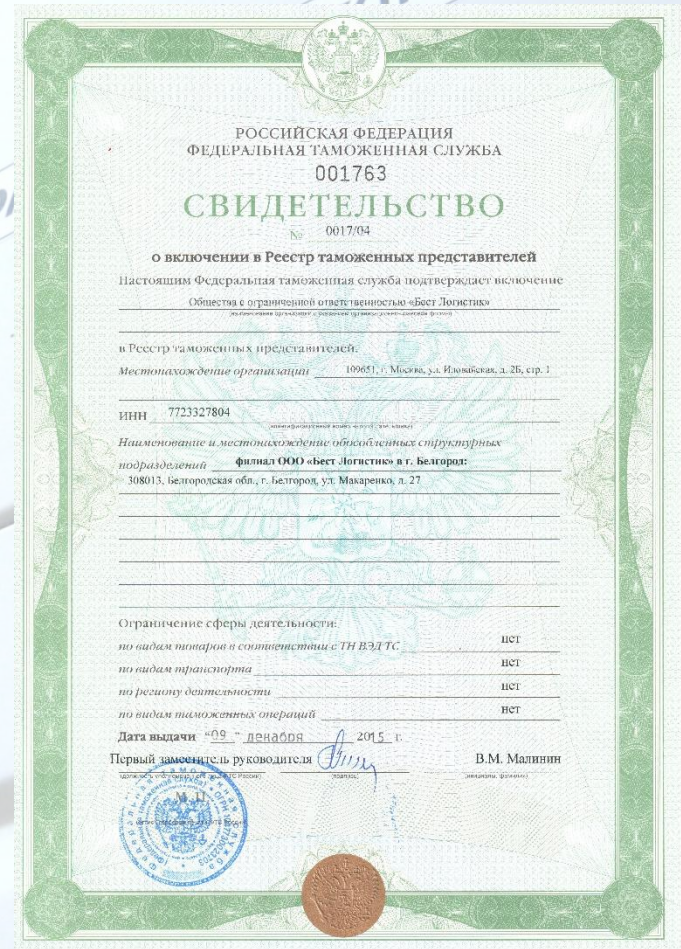 РОССИЙСКАЯ ФЕДЕРАЦИЯ
ФЕДЕРАЛЬНАЯ ТАМОЖЕННАЯ СЛУЖБА
001763
СВИДЕТЕЛЬСТВО
№ 0017/04
о включении в Реестр таможенных представителей
Настоящим Федеральная таможенная служба подтверждает включение
Общества с ограниченной ответственностью «Бест Логистик»
в Реестр таможенных представителей.
Местонахождение организации 109651, г. Москва, ул. Иловайская, д. 2Б, стр. 1
ИНН 7723327804
Наименование и местонахождение обособленных структурных
подразделений филиал ООО «Бест Логистик» в г. Белгород:
308013, Белгородская обл., г. Белгород, ул. Макаренко, д. 27
Ограничение сферы деятельности:
по видам товаров в соответствии с ТН ВЭД ТС нет
по видам транспорта нет
по региону деятельности нет
по видам таможенных операций нет
Дата выдачи "09 " декабря 2015 г.
Первый заместитель руководителя В.М. Малинин
(подпись)
М.П.